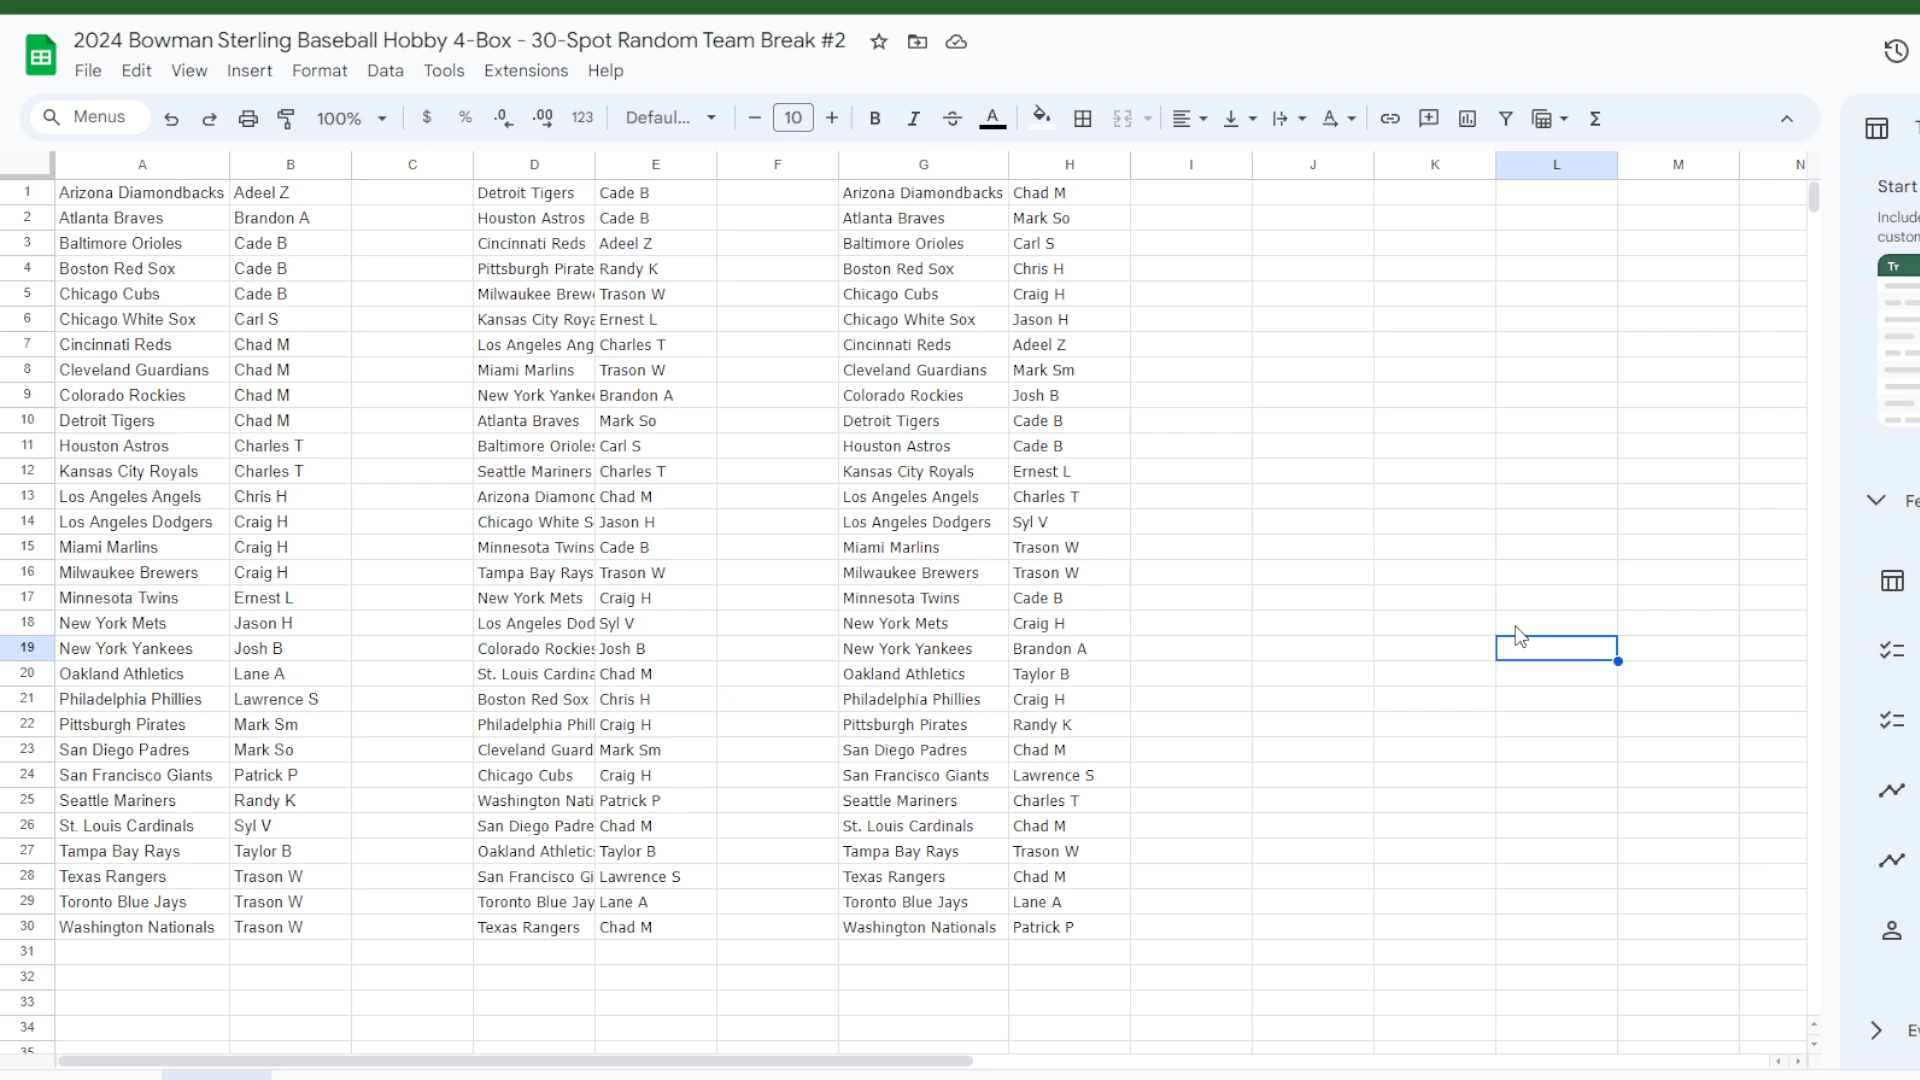 2024 Bowman Sterling Baseball Hobby 4-Box - 30-Spot Random Team Break #2
File Edit View Insert Format Data Tools Extensions Help
Menus 100% $ % .0 .00 123 Defaul... 10 B I A
A B C D E F G H I J K L M N
1 Arizona Diamondbacks Adeel Z Detroit Tigers Cade B Arizona Diamondbacks Chad M
2 Atlanta Braves Brandon A Houston Astros Cade B Atlanta Braves Mark So
3 Baltimore Orioles Cade B Cincinnati Reds Adeel Z Baltimore Orioles Carl S
4 Boston Red Sox Cade B Pittsburgh Pirate Randy K Boston Red Sox Chris H
5 Chicago Cubs Cade B Milwaukee Brew Trason W Chicago Cubs Craig H
6 Chicago White Sox Carl S Kansas City Roya Ernest L Chicago White Sox Jason H
7 Cincinnati Reds Chad M Los Angeles Ang Charles T Cincinnati Reds Adeel Z
8 Cleveland Guardians Chad M Miami Marlins Trason W Cleveland Guardians Mark Sm
9 Colorado Rockies Chad M New York Yanke Brandon A Colorado Rockies Josh B
10 Detroit Tigers Chad M Atlanta Braves Mark So Detroit Tigers Cade B
11 Houston Astros Charles T Baltimore Oriole Carl S Houston Astros Cade B
12 Kansas City Royals Charles T Seattle Mariners Charles T Kansas City Royals Ernest L
13 Los Angeles Angels Chris H Arizona Diamon Chad M Los Angeles Angels Charles T
14 Los Angeles Dodgers Craig H Chicago White S Jason H Los Angeles Dodgers Syl V
15 Miami Marlins Craig H Minnesota Twins Cade B Miami Marlins Trason W
16 Milwaukee Brewers Craig H Tampa Bay Rays Trason W Milwaukee Brewers Trason W
17 Minnesota Twins Ernest L New York Mets Craig H Minnesota Twins Cade B
18 New York Mets Jason H Los Angeles Dod Syl V New York Mets Craig H
19 New York Yankees Josh B Colorado Rockies Josh B New York Yankees Brandon A
20 Oakland Athletics Lane A St. Louis Cardina Chad M Oakland Athletics Taylor B
21 Philadelphia Phillies Lawrence S Boston Red Sox Chris H Philadelphia Phillies Craig H
22 Pittsburgh Pirates Mark Sm Philadelphia Phill Craig H Pittsburgh Pirates Randy K
23 San Diego Padres Mark So Cleveland Guard Mark Sm San Diego Padres Chad M
24 San Francisco Giants Patrick P Chicago Cubs Craig H San Francisco Giants Lawrence S
25 Seattle Mariners Randy K Washington Nati Patrick P Seattle Mariners Charles T
26 St. Louis Cardinals Syl V San Diego Padre Chad M St. Louis Cardinals Chad M
27 Tampa Bay Rays Taylor B Oakland Athletic Taylor B Tampa Bay Rays Trason W
28 Texas Rangers Trason W San Francisco Gi Lawrence S Texas Rangers Chad M
29 Toronto Blue Jays Trason W Toronto Blue Jay Lane A Toronto Blue Jays Lane A
30 Washington Nationals Trason W Texas Rangers Chad M Washington Nationals Patrick P
31
32
33
34
35
Start
Include
custom
Tr
Fe